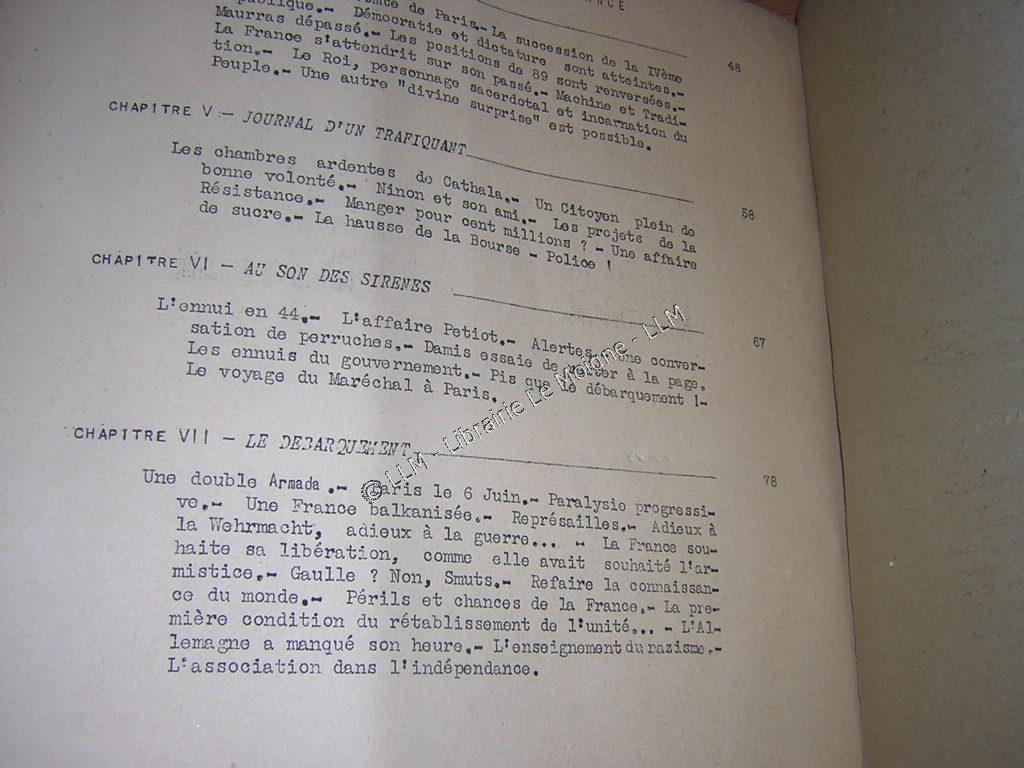 NCE
de Paris.- La succession de la IVème
publique.- Démocratie et dictature sont atteintes.-
Maurras dépassé.- Les positions de 89 sont renversées.-
La France s'attendrit sur son passé.- Machine et Tradi-
tion.- Le Roi, personnage sacerdotal et incarnation du
Peuple.- Une autre "divine surprise" est possible.
48
CHAPITRE V - JOURNAL D'UN TRAFIQUANT
58
Les chambres ardentes de Cathala.- Un Citoyen plein de
bonne volonté.- Ninon et son ami.- Les projets de la
Résistance.- Manger pour cent millions ? - Une affaire
de sucre.- La hausse de la Bourse - Police !
CHAPITRE VI - AU SON DES SIRENES
67
L'ennui en 44.- L'affaire Petiot.- Alertes.- Une conver-
sation de perruches.- Damis essaie de rester à la page.
Les ennuis du gouvernement.- Pis que le débarquement !-
Le voyage du Maréchal à Paris.
CHAPITRE VII - LE DEBARQUEMENT
78
Une double Armada .- Paris le 6 Juin.- Paralysie progressi-
ve.- Une France balkanisée.- Représailles.- Adieux à
la Wehrmacht, adieux à la guerre... - La France sou-
haite sa libération, comme elle avait souhaité l'ar-
mistice.- Gaulle ? Non, Smuts.- Refaire la connaissan-
ce du monde.- Périls et chances de la France.- La pre-
mière condition du rétablissement de l'unité... - L'Al-
lemagne a manqué son heure.- L'enseignement du razisme.-
L'association dans l'indépendance.
© LLM - Librairie Le Moigne - LLM